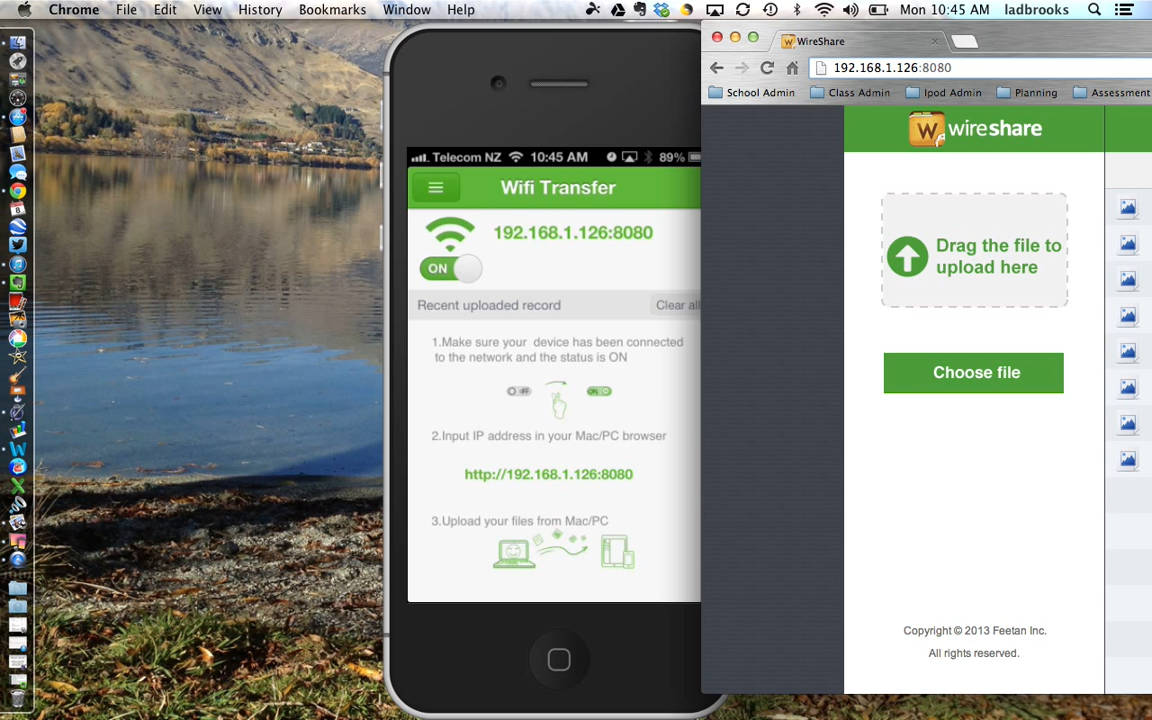 Chrome File Edit View History Bookmarks Window Help
Mon 10:45 AM ladbrooks
WireShare
192.168.1.126:8080
School Admin Class Admin Ipod Admin Planning Assessment
W wireshare
Telecom NZ 10:45 AM 89%
Wifi Transfer
192.168.1.126:8080
ON
Recent uploaded record Clear all
1.Make sure your device has been connected
to the network and the status is ON
2.Input IP address in your Mac/PC browser
http://192.168.1.126:8080
3.Upload your files from Mac/PC
Drag the file to
upload here
Choose file
Copyright © 2013 Feetan Inc.
All rights reserved.